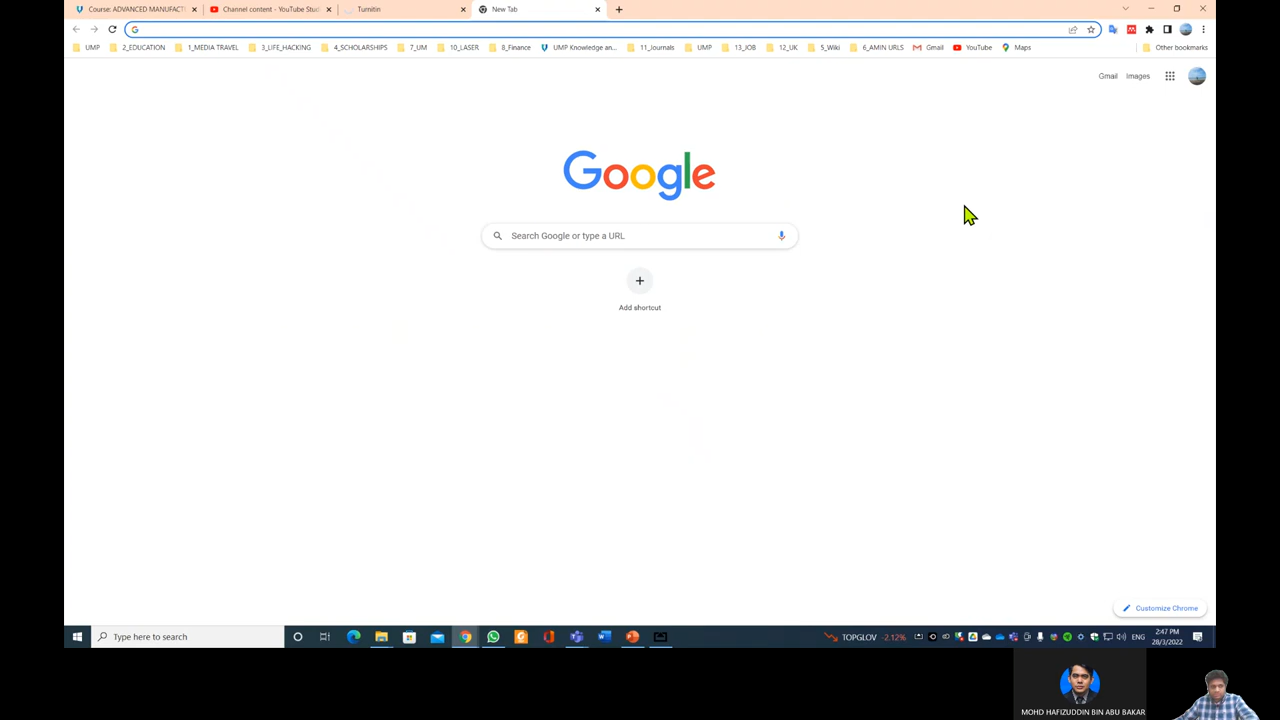 Course: ADVANCED MANUFACT
Channel content - YouTube Stud
Turnitin
New Tab
UMP
2_EDUCATION
1_MEDIA TRAVEL
3_LIFE_HACKING
4_SCHOLARSHIPS
7_UM
10_LASER
8_Finance
UMP Knowledge an...
11_Journals
UMP
13_JOB
12_UK
5_Wiki
6_AMIN URLS
Gmail
YouTube
Maps
Other bookmarks
Gmail
Images
Google
Search Google or type a URL
Add shortcut
Customize Chrome
Type here to search
TOPGLOV -2.12%
ENG
2:47 PM
28/3/2022
MOHD HAFIZUDDIN BIN ABU BAKAR